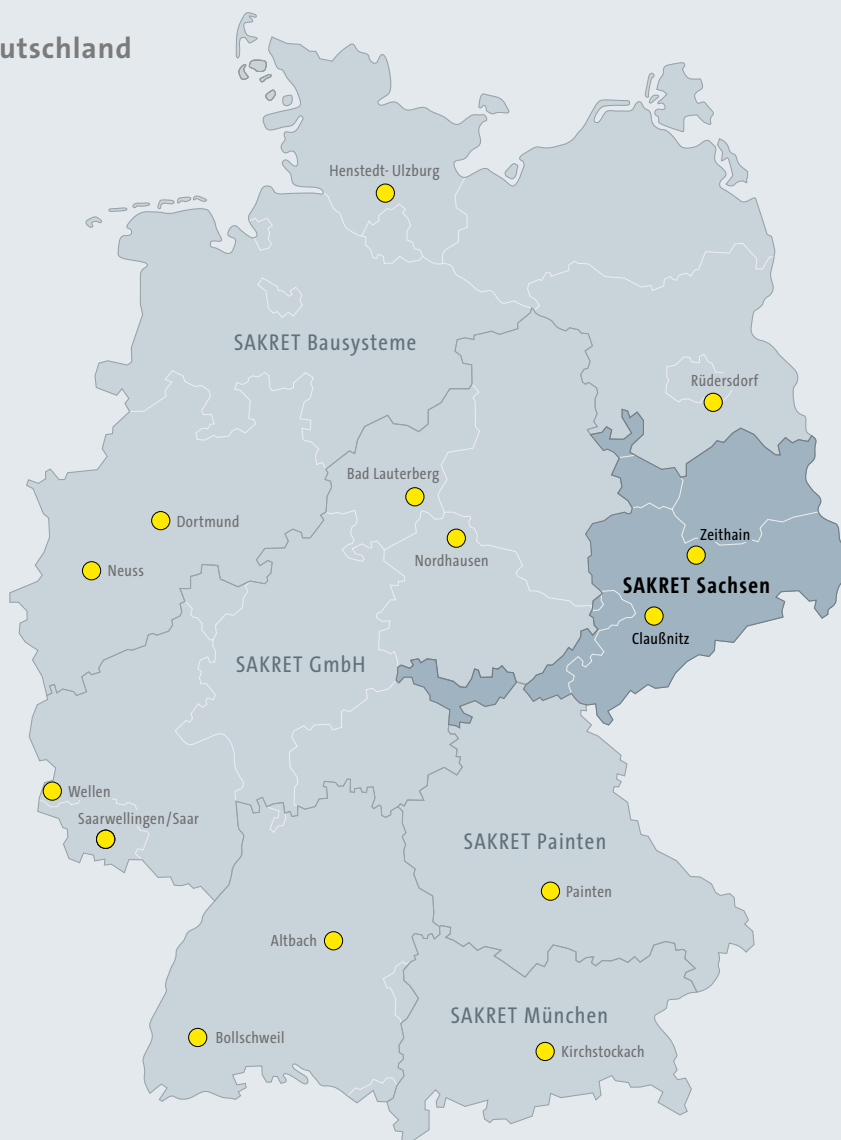 utschland
Henstedt- Ulzburg
SAKRET Bausysteme
Rüdersdorf
Bad Lauterberg
Dortmund
Zeithain
Nordhausen
Neuss
SAKRET Sachsen
Claußnitz
SAKRET GmbH
Wellen
Saarwellingen/Saar
SAKRET Painten
Painten
Altbach
SAKRET München
Bollschweil
Kirchstockach